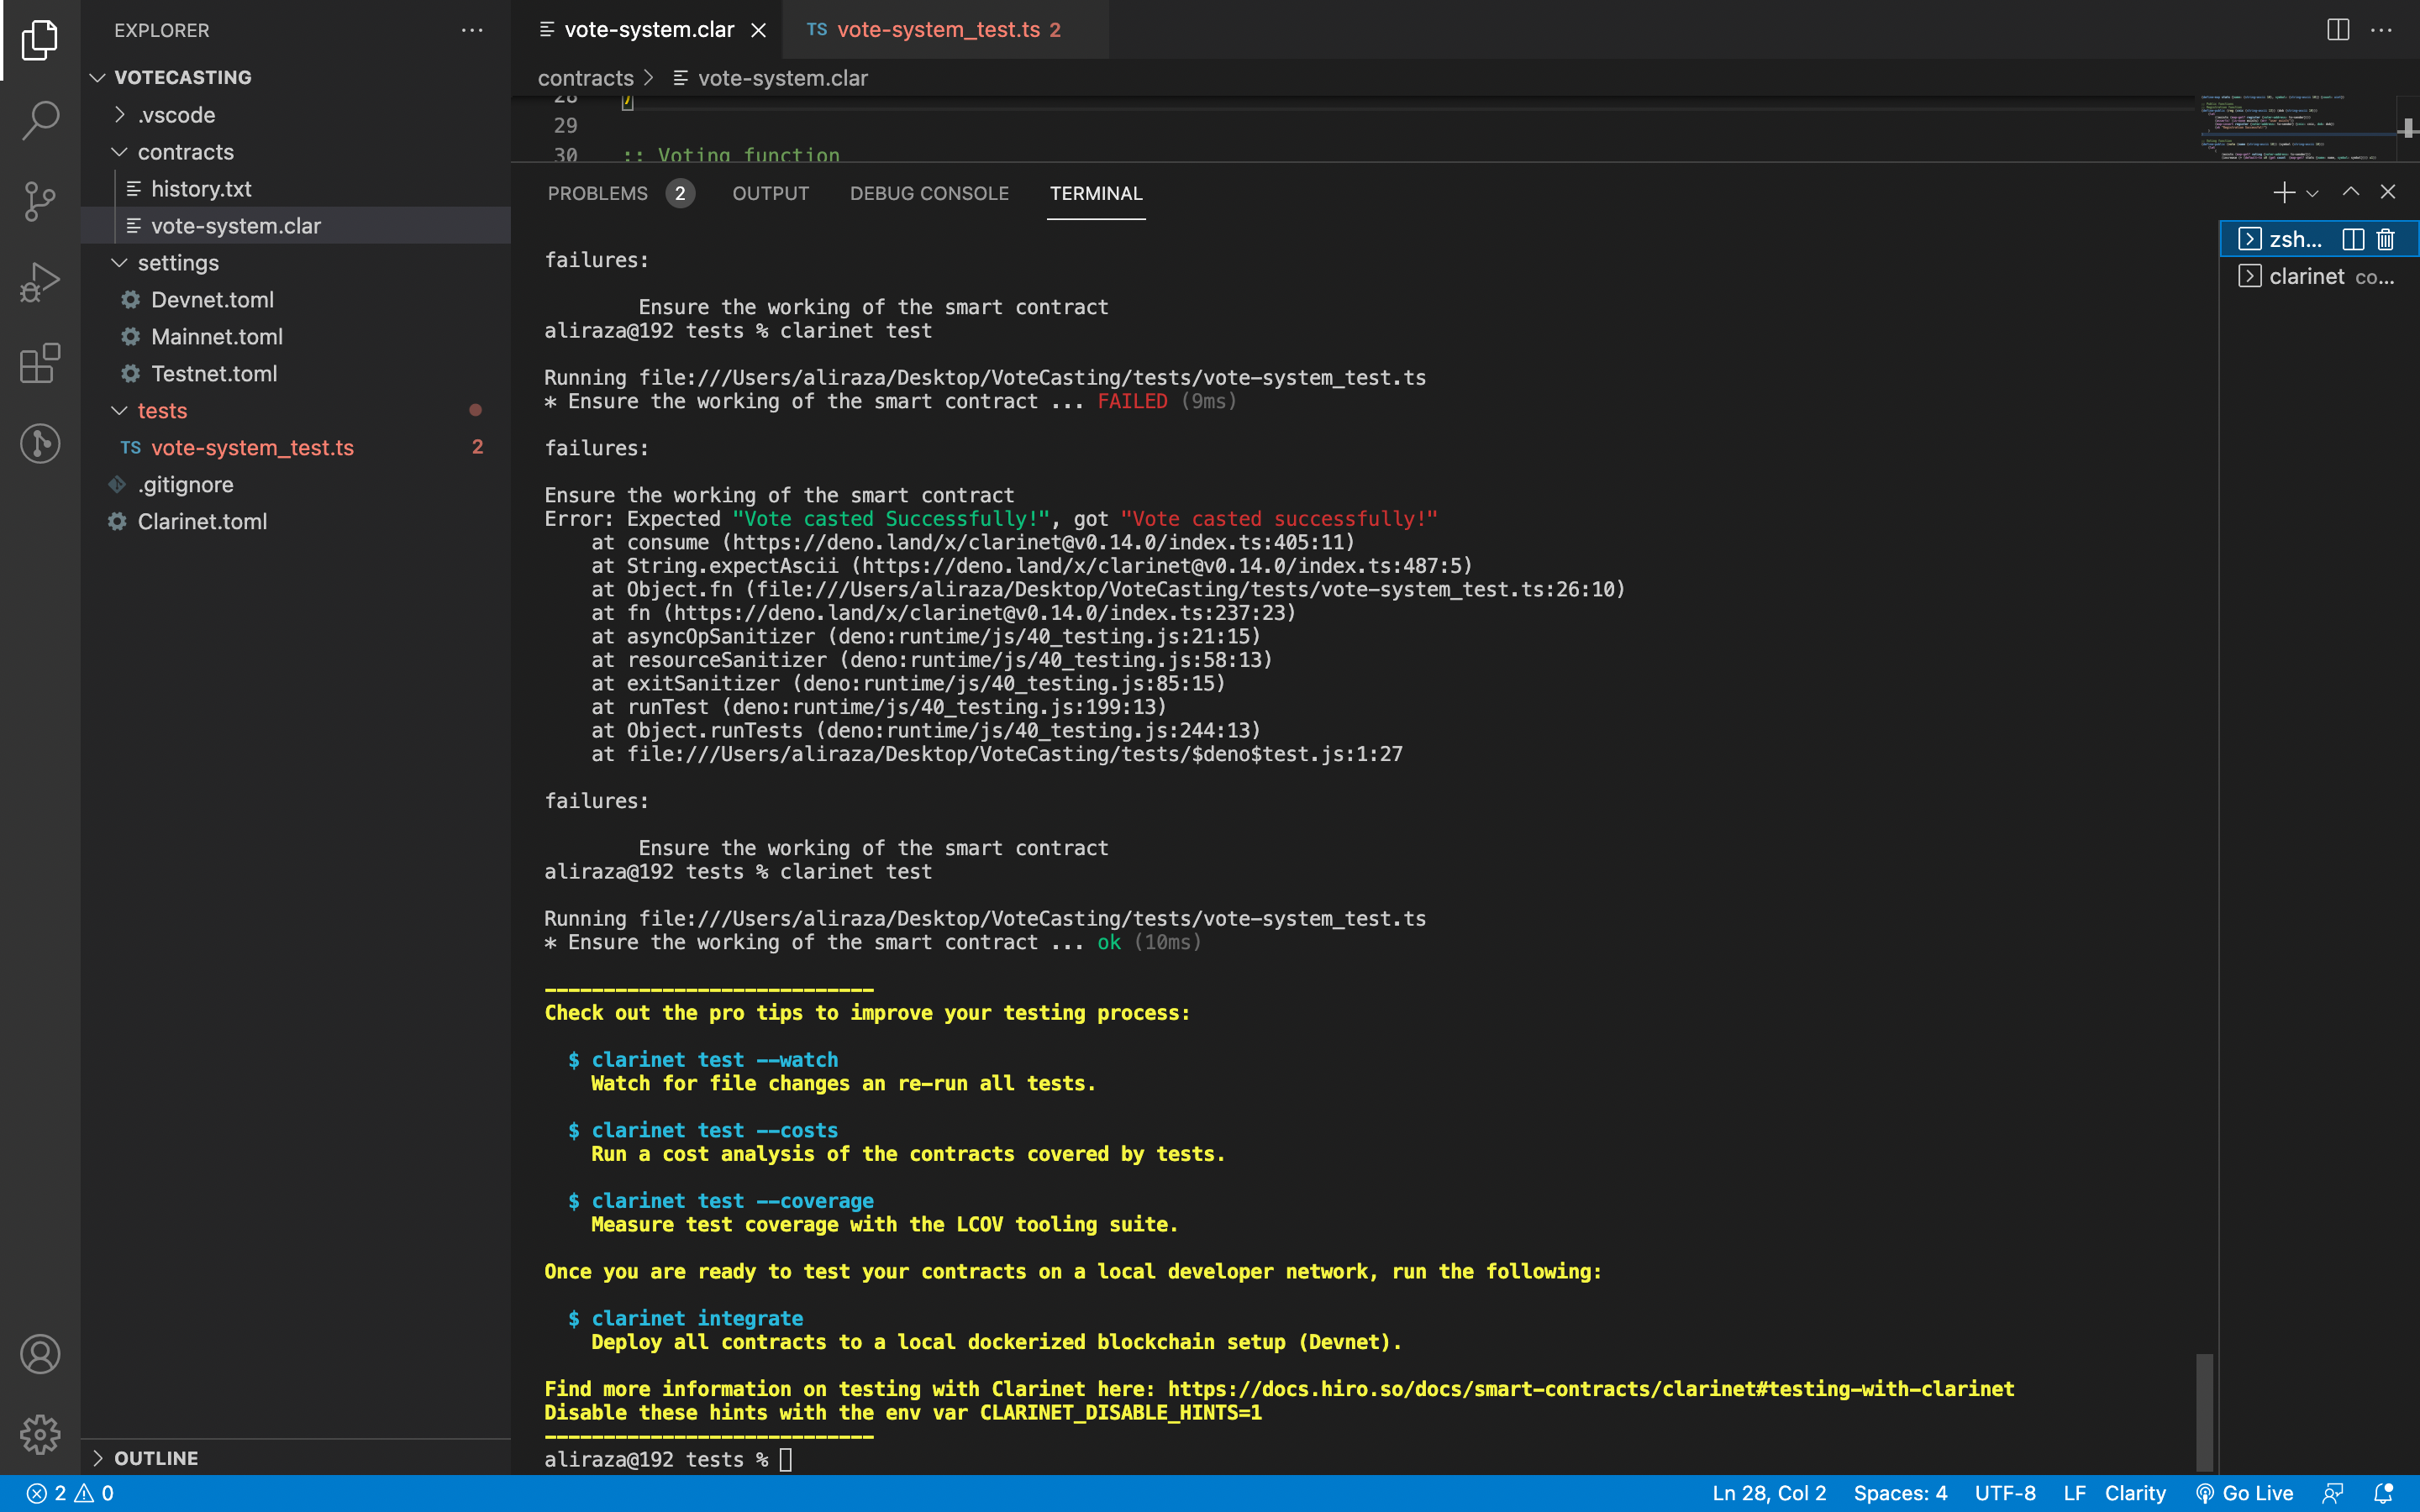 EXPLORER
VOTECASTING
.vscode
contracts
history.txt
vote-system.clar
settings
Devnet.toml
Mainnet.toml
Testnet.toml
tests
TS vote-system_test.ts 2
.gitignore
Clarinet.toml
OUTLINE
vote-system.clar
TS vote-system_test.ts 2
contracts > vote-system.clar
28 )
29
30 ;; Voting function
PROBLEMS 2 OUTPUT DEBUG CONSOLE TERMINAL
zsh...
clarinet co...
failures:
Ensure the working of the smart contract
aliraza@192 tests % clarinet test
Running file:///Users/aliraza/Desktop/VoteCasting/tests/vote-system_test.ts
* Ensure the working of the smart contract ... FAILED (9ms)
failures:
Ensure the working of the smart contract
Error: Expected "Vote casted Successfully!", got "Vote casted successfully!"
at consume (https://deno.land/x/clarinet@v0.14.0/index.ts:405:11)
at String.expectAscii (https://deno.land/x/clarinet@v0.14.0/index.ts:487:5)
at Object.fn (file:///Users/aliraza/Desktop/VoteCasting/tests/vote-system_test.ts:26:10)
at fn (https://deno.land/x/clarinet@v0.14.0/index.ts:237:23)
at asyncOpSanitizer (deno:runtime/js/40_testing.js:21:15)
at resourceSanitizer (deno:runtime/js/40_testing.js:58:13)
at exitSanitizer (deno:runtime/js/40_testing.js:85:15)
at runTest (deno:runtime/js/40_testing.js:199:13)
at Object.runTests (deno:runtime/js/40_testing.js:244:13)
at file:///Users/aliraza/Desktop/VoteCasting/tests/$deno$test.js:1:27
failures:
Ensure the working of the smart contract
aliraza@192 tests % clarinet test
Running file:///Users/aliraza/Desktop/VoteCasting/tests/vote-system_test.ts
* Ensure the working of the smart contract ... ok (10ms)
----------------------------
Check out the pro tips to improve your testing process:
$ clarinet test --watch
Watch for file changes an re-run all tests.
$ clarinet test --costs
Run a cost analysis of the contracts covered by tests.
$ clarinet test --coverage
Measure test coverage with the LCOV tooling suite.
Once you are ready to test your contracts on a local developer network, run the following:
$ clarinet integrate
Deploy all contracts to a local dockerized blockchain setup (Devnet).
Find more information on testing with Clarinet here: https://docs.hiro.so/docs/smart-contracts/clarinet#testing-with-clarinet
Disable these hints with the env var CLARINET_DISABLE_HINTS=1
----------------------------
aliraza@192 tests %
2 0 Ln 28, Col 2 Spaces: 4 UTF-8 LF Clarity Go Live